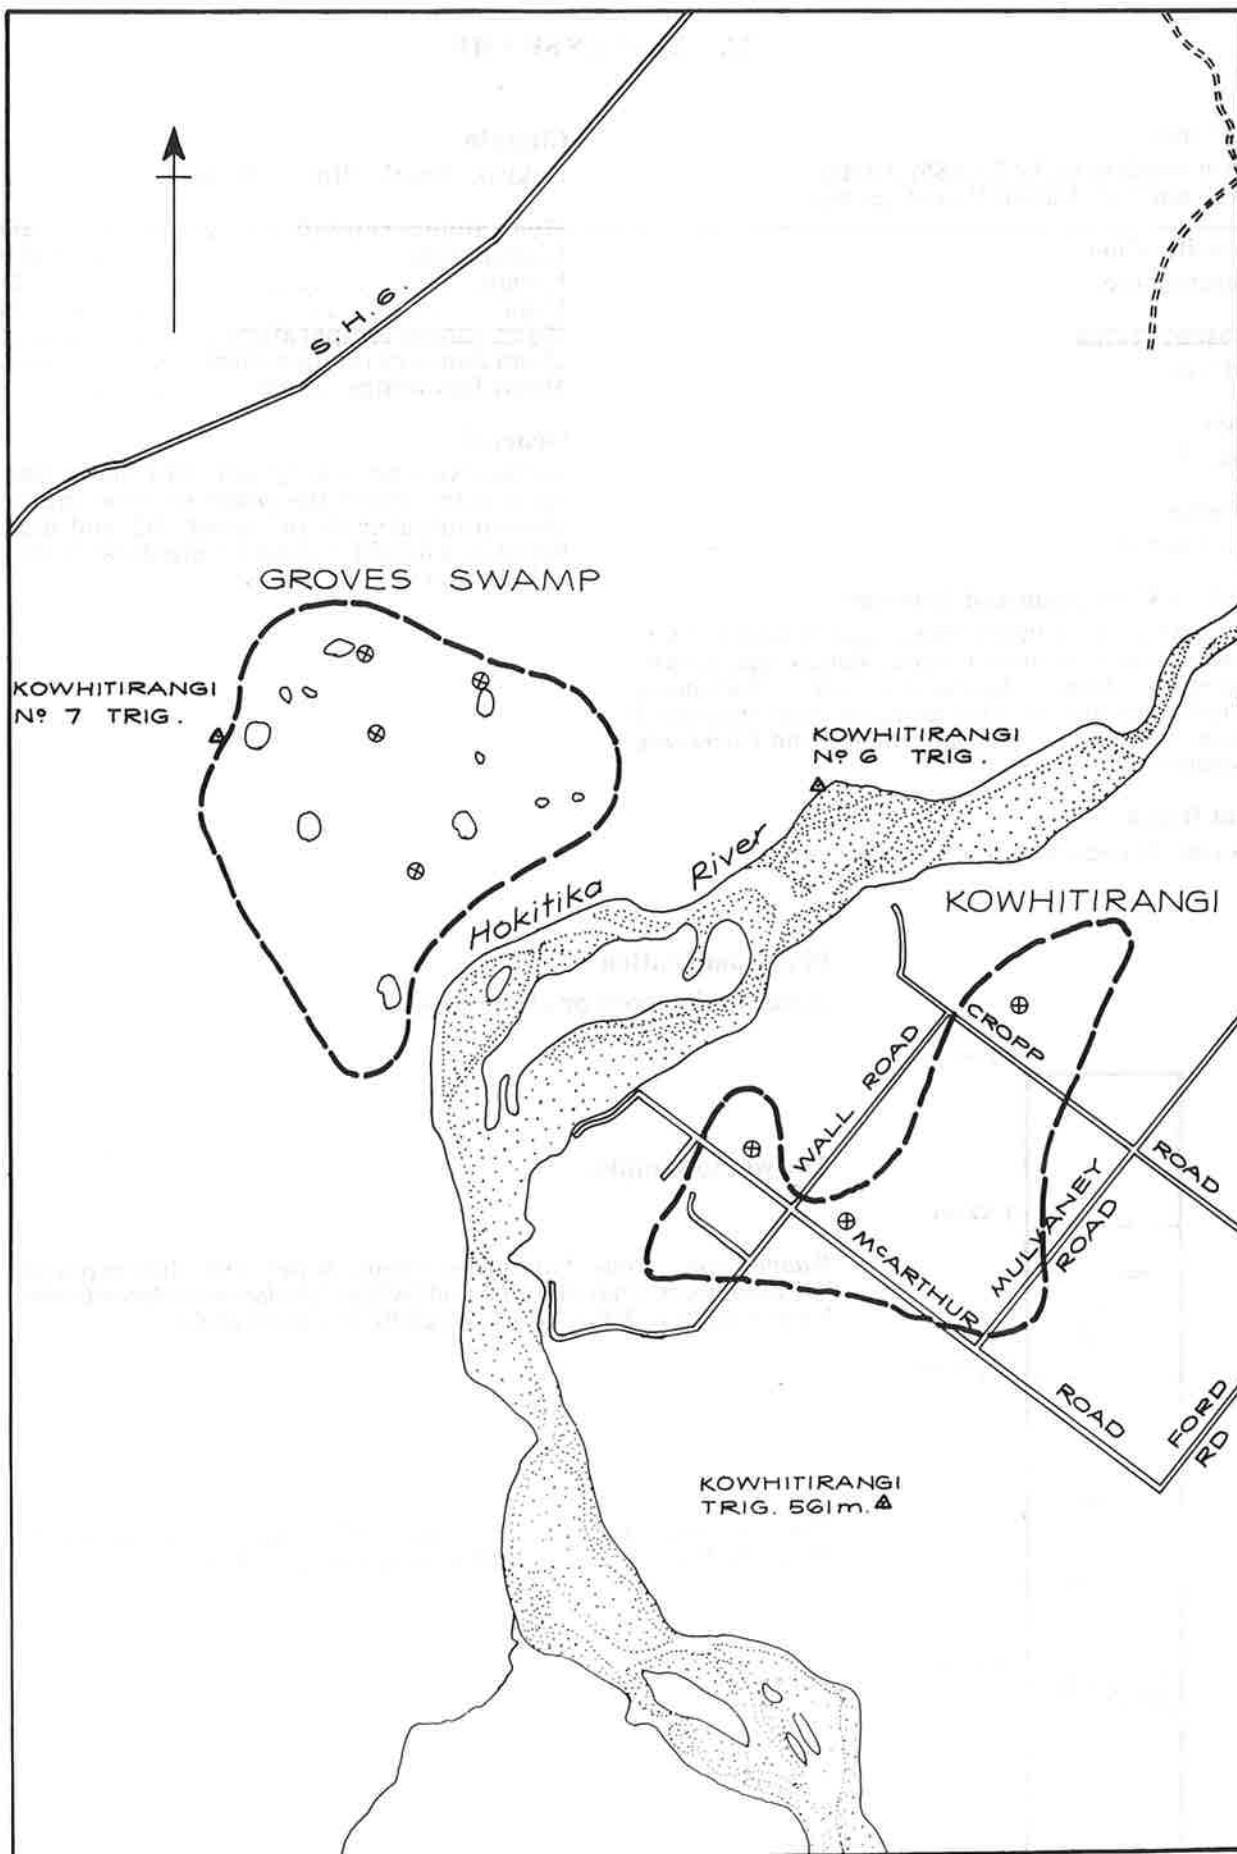 S. H. 6.
GROVES SWAMP
KOWHITIRANGI
Nº 7 TRIG.
KOWHITIRANGI
Nº 6 TRIG.
Hokitika River
KOWHITIRANGI
CROPP ROAD
WALL ROAD
MULVANEY
ROAD
McARTHUR ROAD
FORD
RD
KOWHITIRANGI
TRIG. 561m.